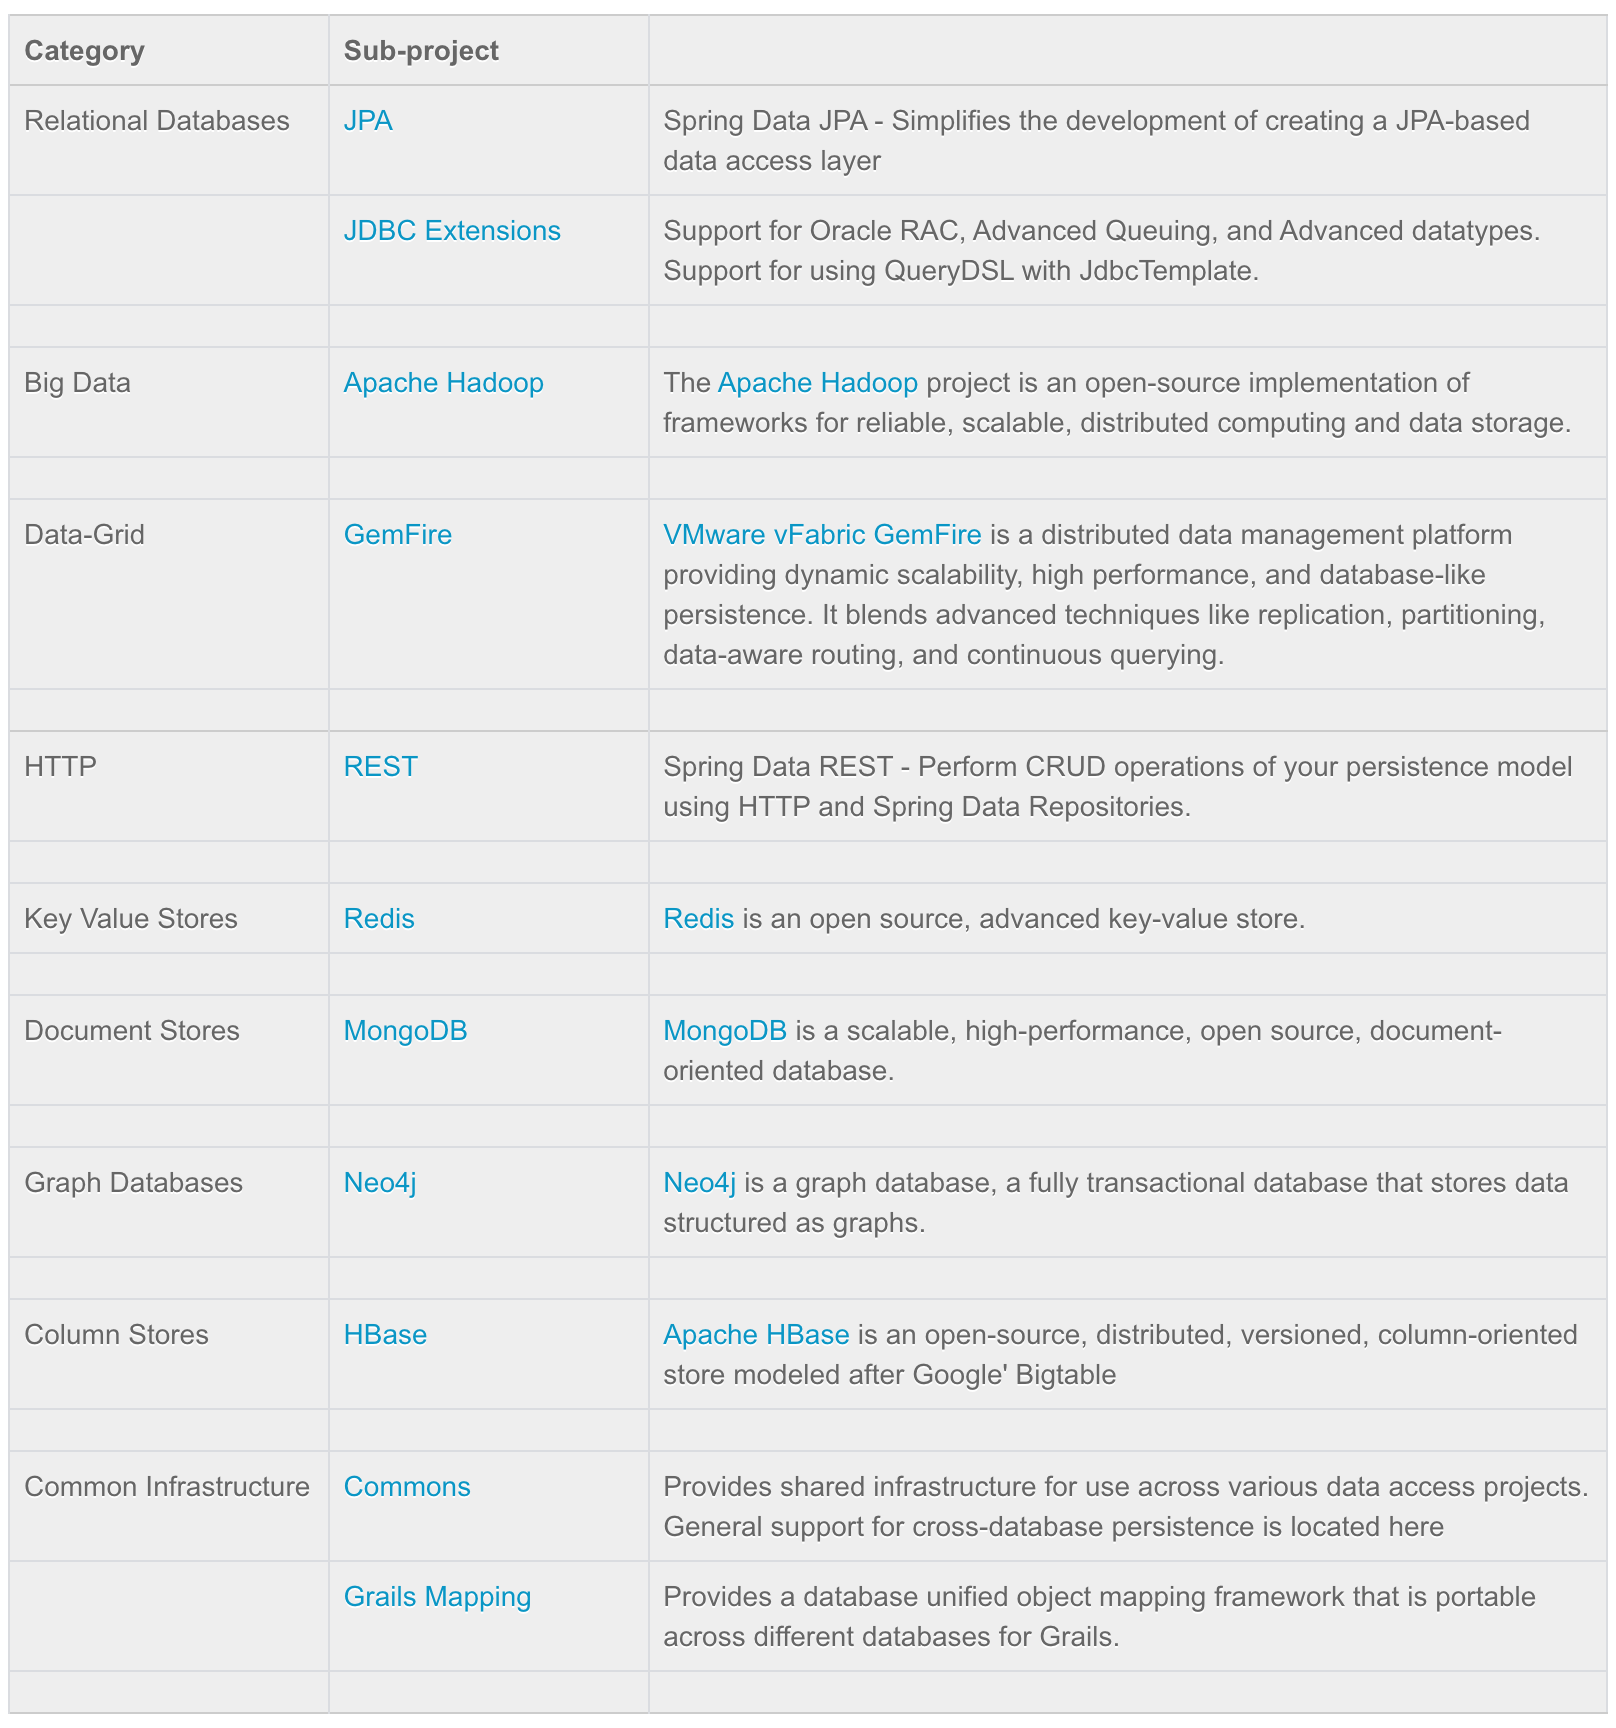 Category Sub-project
Relational Databases JPA Spring Data JPA - Simplifies the development of creating a JPA-based
data access layer
JDBC Extensions Support for Oracle RAC, Advanced Queuing, and Advanced datatypes.
Support for using QueryDSL with JdbcTemplate.
Big Data Apache Hadoop The Apache Hadoop project is an open-source implementation of
frameworks for reliable, scalable, distributed computing and data storage.
Data-Grid GemFire VMware vFabric GemFire is a distributed data management platform
providing dynamic scalability, high performance, and database-like
persistence. It blends advanced techniques like replication, partitioning,
data-aware routing, and continuous querying.
HTTP REST Spring Data REST - Perform CRUD operations of your persistence model
using HTTP and Spring Data Repositories.
Key Value Stores Redis Redis is an open source, advanced key-value store.
Document Stores MongoDB MongoDB is a scalable, high-performance, open source, document-
oriented database.
Graph Databases Neo4j Neo4j is a graph database, a fully transactional database that stores data
structured as graphs.
Column Stores HBase Apache HBase is an open-source, distributed, versioned, column-oriented
store modeled after Google' Bigtable
Common Infrastructure Commons Provides shared infrastructure for use across various data access projects.
General support for cross-database persistence is located here
Grails Mapping Provides a database unified object mapping framework that is portable
across different databases for Grails.